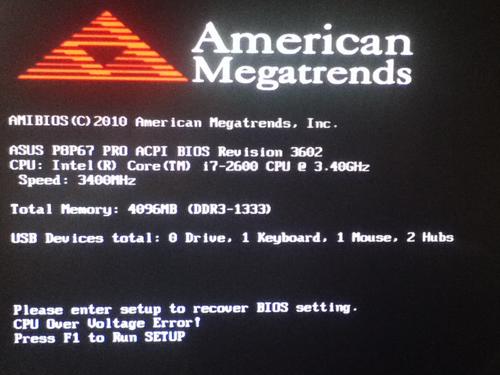 American
Megatrends
AMIBIOS(C)2010 American Megatrends, Inc.
ASUS P8P67 PRO ACPI BIOS Revision 3602
CPU: Intel(R) Core(TM) i7-2600 CPU @ 3.40GHz
Speed: 3400MHz
Total Memory: 4096MB (DDR3-1333)
USB Devices total: 0 Drive, 1 Keyboard, 1 Mouse, 2 Hubs
Please enter setup to recover BIOS setting.
CPU Over Voltage Error!
Press F1 to Run SETUP